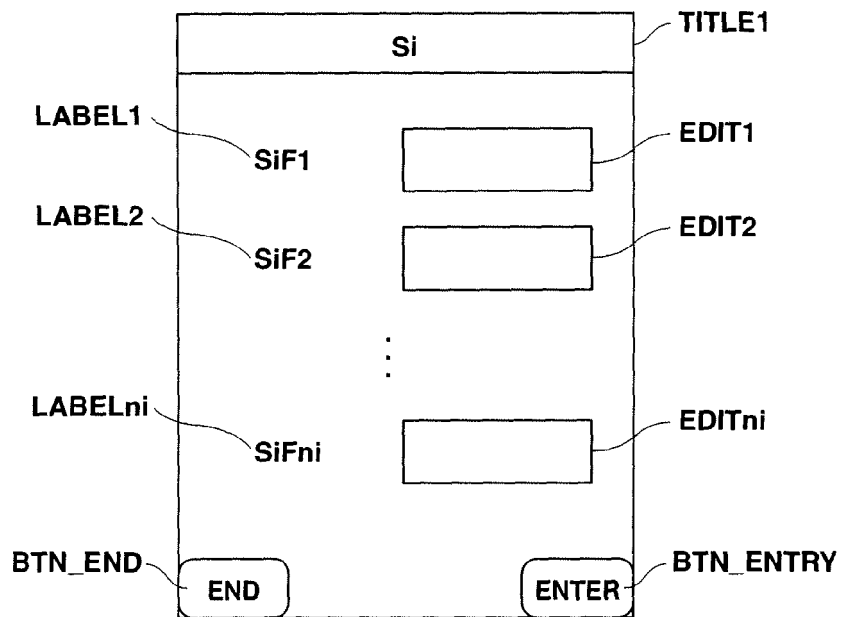 Si
TITLE1
LABEL1
SiF1
EDIT1
LABEL2
SiF2
EDIT2
LABELni
SiFni
EDITni
BTN_END
END
ENTER
BTN_ENTRY